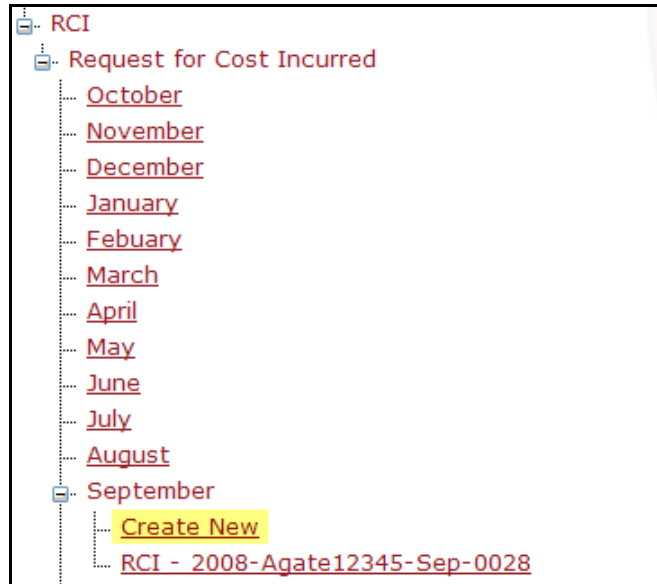 RCI
Request for Cost Incurred
October
November
December
January
Febuary
March
April
May
June
July
August
September
Create New
RCI - 2008-Agate12345-Sep-0028